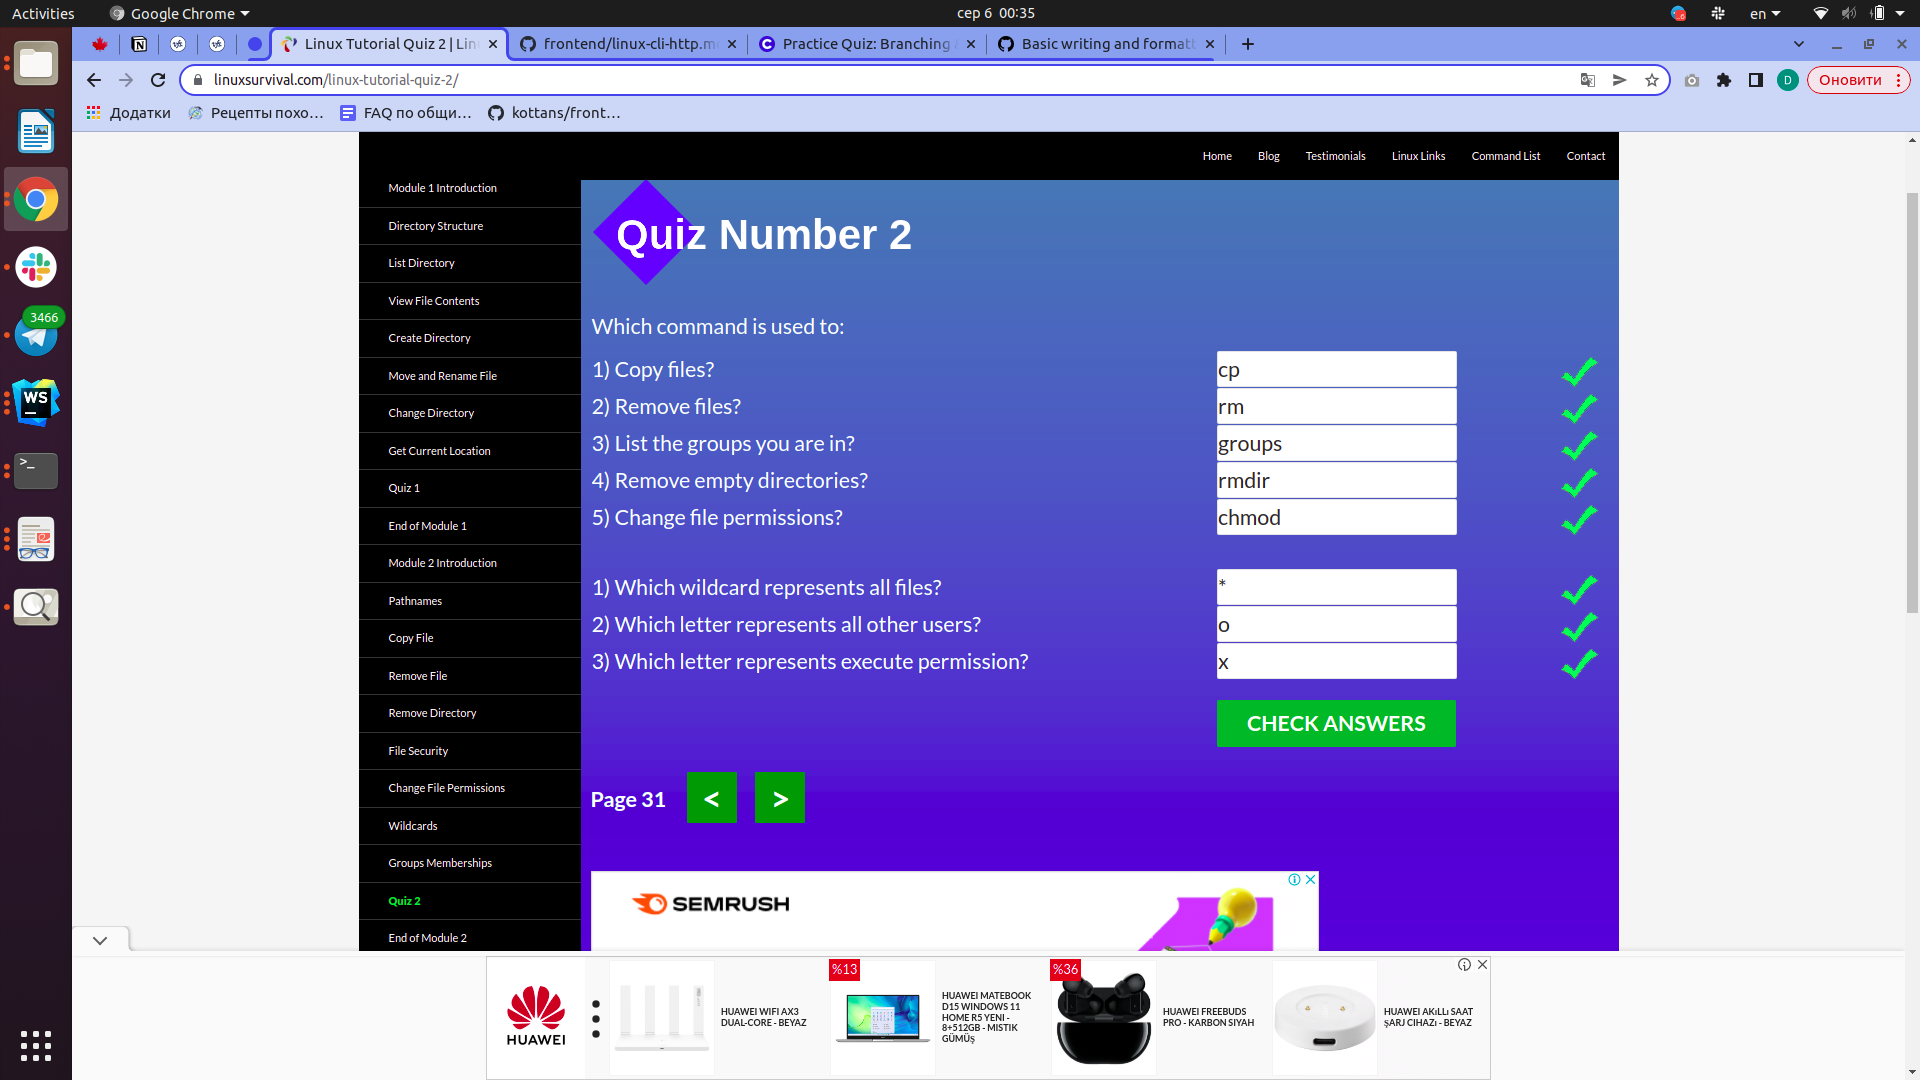 Activities
Google Chrome
сер 6 00:35
en
Linux Tutorial Quiz 2 | Lin
frontend/linux-cli-http.m
Practice Quiz: Branching
Basic writing and formatt
linuxsurvival.com/linux-tutorial-quiz-2/
D
Оновити
Додатки
Рецепты похо…
FAQ по общи…
kottans/front…
Home
Blog
Testimonials
Linux Links
Command List
Contact
3466
WS
Module 1 Introduction
Directory Structure
List Directory
View File Contents
Create Directory
Move and Rename File
Change Directory
Get Current Location
Quiz 1
End of Module 1
Module 2 Introduction
Pathnames
Copy File
Remove File
Remove Directory
File Security
Change File Permissions
Wildcards
Groups Memberships
Quiz 2
End of Module 2
Quiz Number 2
Which command is used to:
1) Copy files? cp
2) Remove files? rm
3) List the groups you are in? groups
4) Remove empty directories? rmdir
5) Change file permissions? chmod
1) Which wildcard represents all files? *
2) Which letter represents all other users? o
3) Which letter represents execute permission? x
CHECK ANSWERS
Page 31 < >
SEMRUSH
HUAWEI
HUAWEI WIFI AX3
DUAL-CORE - BEYAZ
%13
HUAWEI MATEBOOK
D15 WINDOWS 11
HOME R5 YENI -
8+512GB - MISTIK
GÜMÜŞ
%36
HUAWEI FREEBUDS
PRO - KARBON SIYAH
HUAWEI AKıLLı SAAT
ŞARJ CIHAZı - BEYAZ